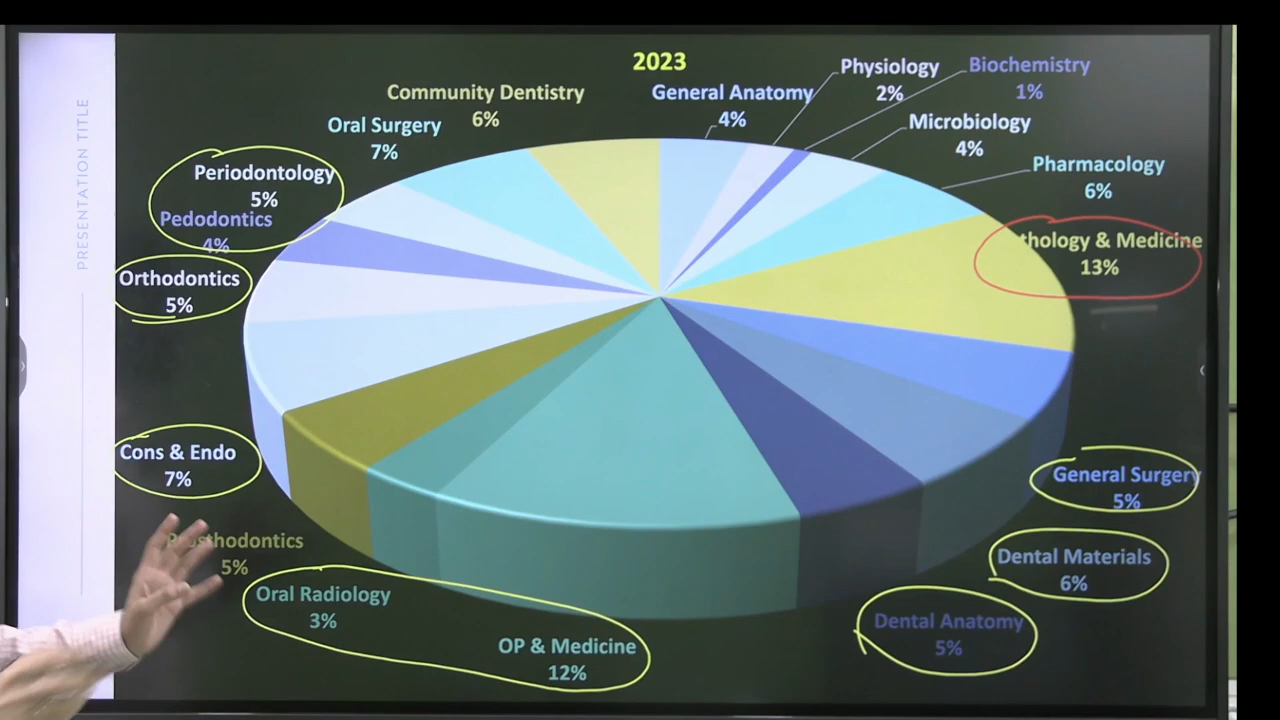 PRESENTATION TITLE
2023
General Anatomy
4%
Physiology
2%
Biochemistry
1%
Microbiology
4%
Pharmacology
6%
thology & Medicine
13%
General Surgery
5%
Dental Materials
6%
Dental Anatomy
5%
OP & Medicine
12%
Oral Radiology
3%
Prosthodontics
5%
Cons & Endo
7%
Orthodontics
5%
Pedodontics
4%
Periodontology
5%
Oral Surgery
7%
Community Dentistry
6%